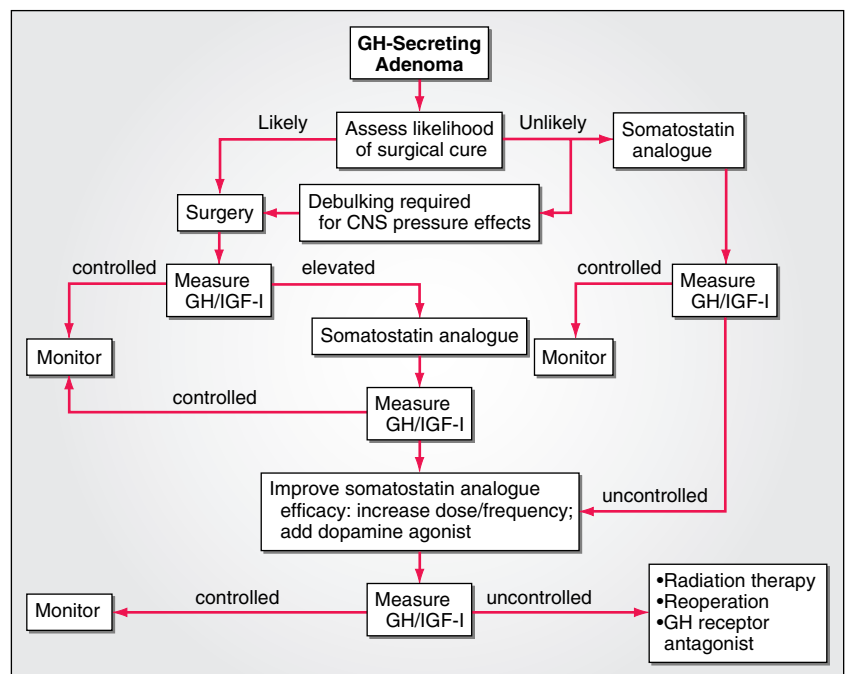 GH-Secreting
Adenoma
Likely
Assess likelihood
of surgical cure
Unlikely
Somatostatin
analogue
Surgery
Debulking required
for CNS pressure effects
controlled
Measure
GH/IGF-I
elevated
controlled
Measure
GH/IGF-I
Monitor
Somatostatin analogue
Monitor
controlled
Measure
GH/IGF-I
Improve somatostatin analogue
efficacy: increase dose/frequency;
add dopamine agonist
uncontrolled
Monitor
controlled
Measure
GH/IGF-I
uncontrolled
•Radiation therapy
•Reoperation
•GH receptor
antagonist